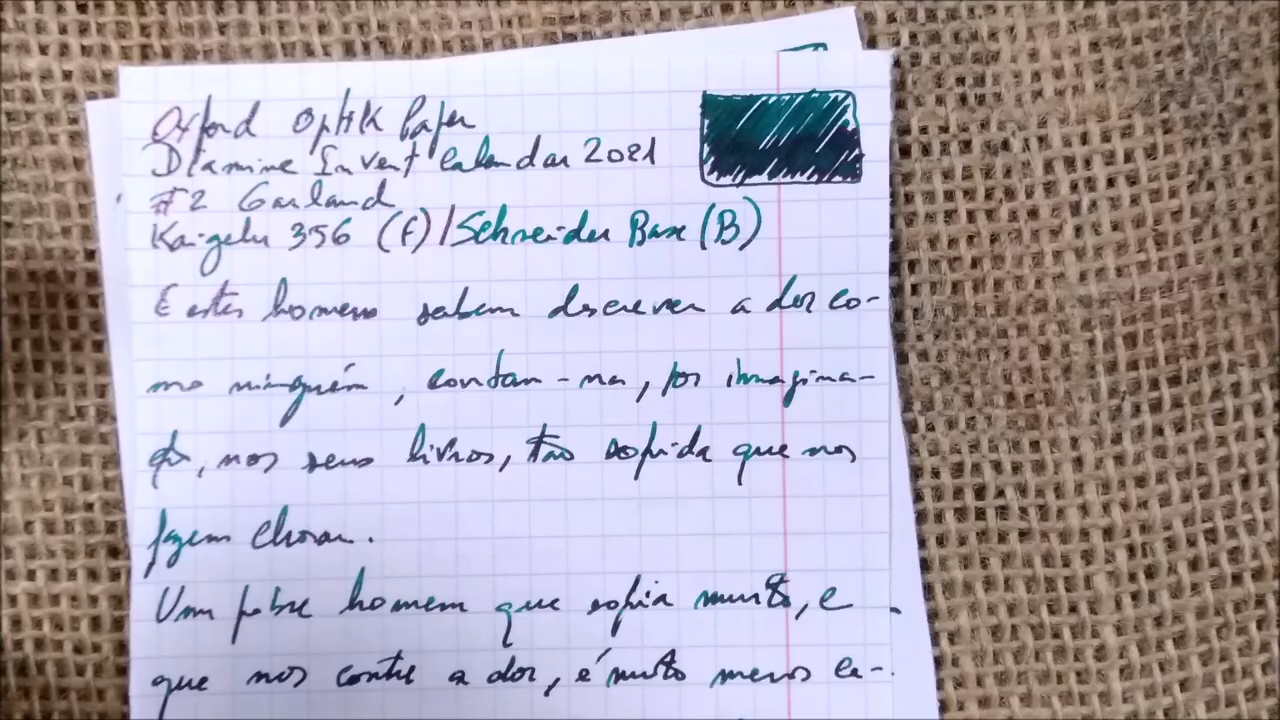 Oxford Optik Paper
Diamine Invent Calendar 2021
#2 Garland
Kaigelu 356 (F)/Schneider Base (B)
E estes homens sabem descrever a dor co-
mo ninguém, contam-na, por imagina-
ção, nos seus livros, tão sofrida que nos
fazem chorar.
Um pobre homem que sofria muito, e
que nos conte a dor, é muito menos ca-